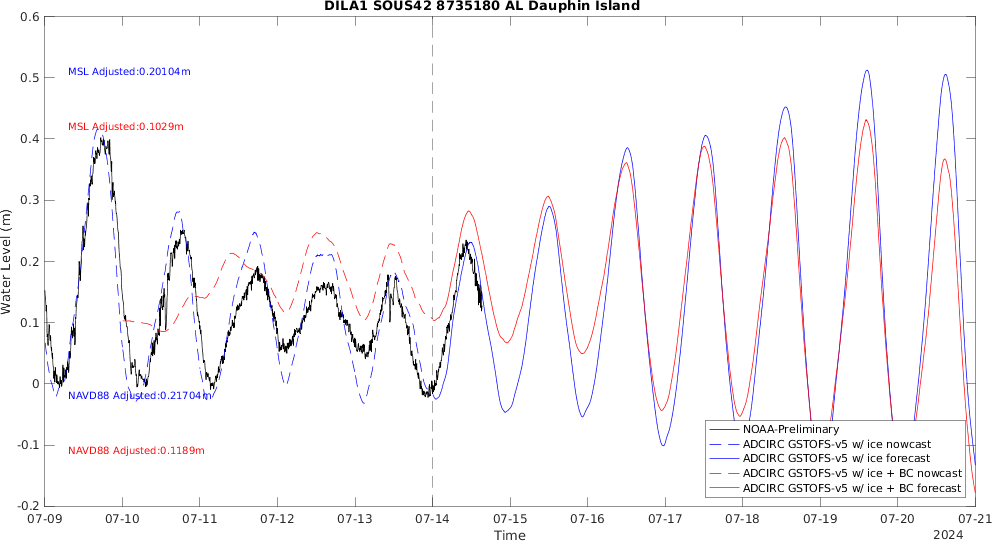 DILA1 SOUS42 8735180 AL Dauphin Island
0.6
0.5
0.4
0.3
0.2
0.1
0
-0.1
-0.2
Water Level (m)
MSL Adjusted:0.20104m
MSL Adjusted:0.1029m
NAVD88 Adjusted:0.21704m
NAVD88 Adjusted:0.1189m
NOAA-Preliminary
ADCIRC GSTOFS-v5 w/ ice nowcast
ADCIRC GSTOFS-v5 w/ ice forecast
ADCIRC GSTOFS-v5 w/ ice + BC nowcast
ADCIRC GSTOFS-v5 w/ ice + BC forecast
07-09 07-10 07-11 07-12 07-13 07-14 07-15 07-16 07-17 07-18 07-19 07-20 07-21
Time
2024